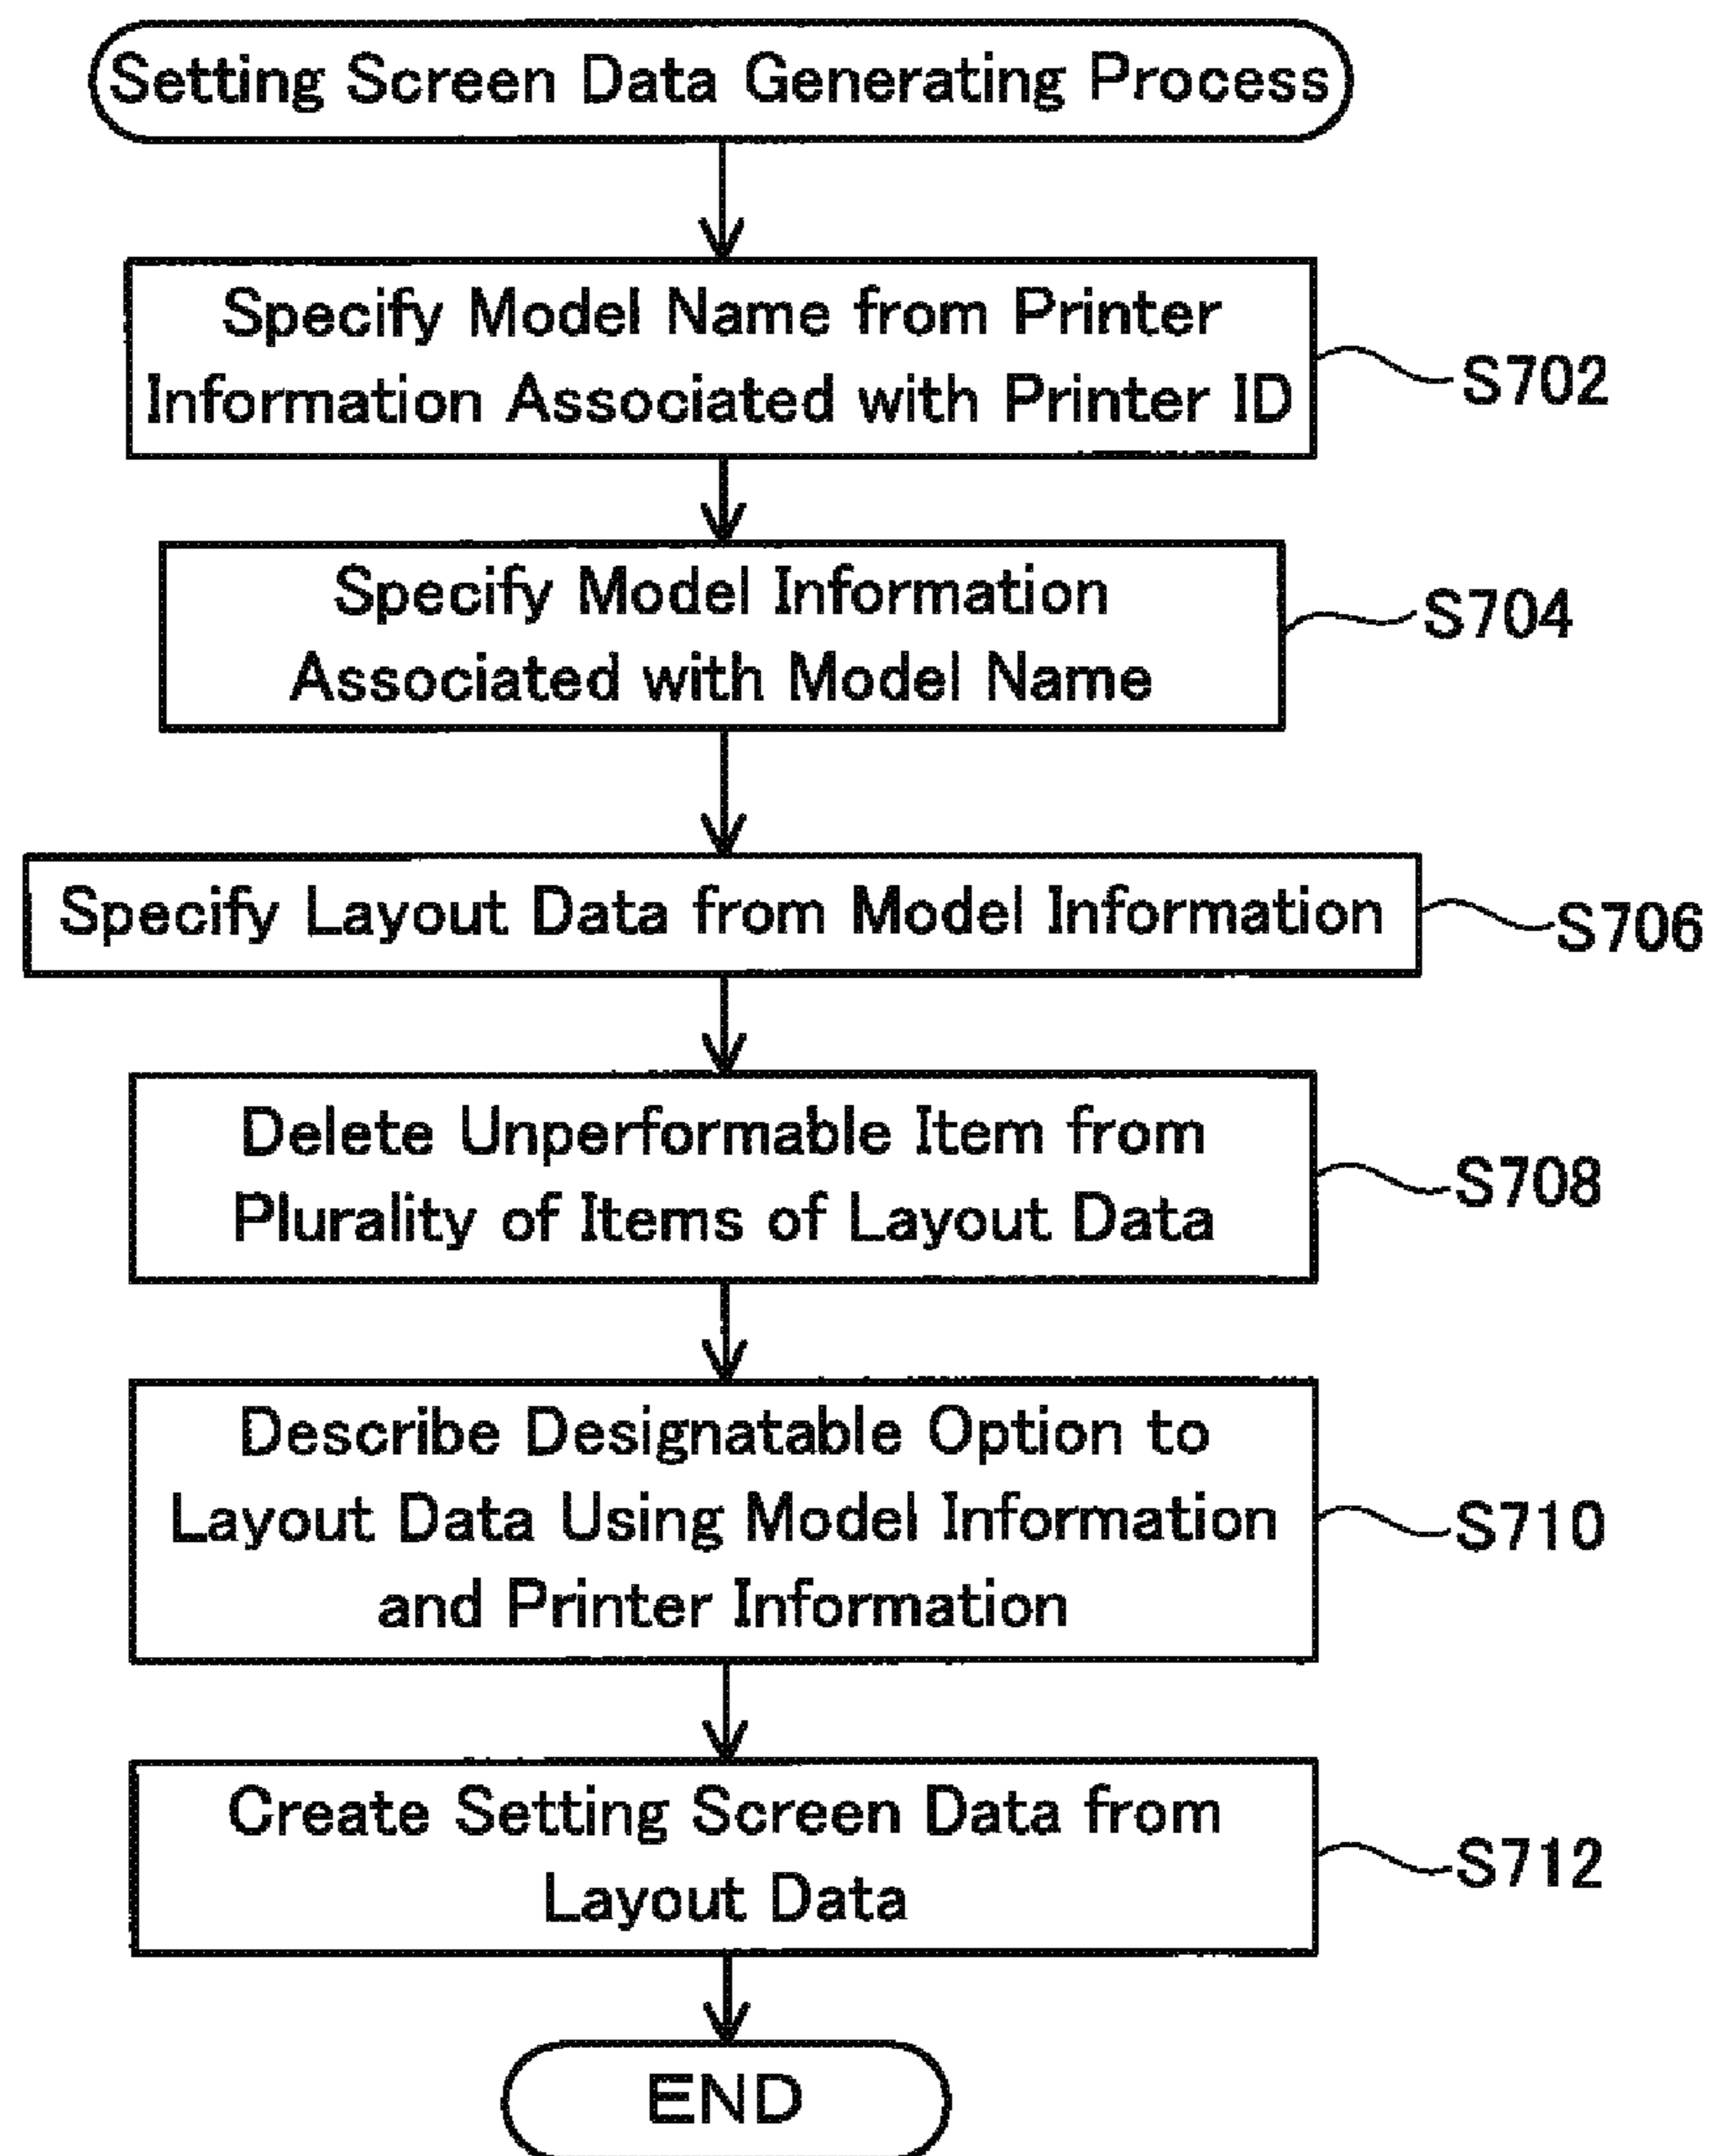 Setting Screen Data Generating Process
Specify Model Name from Printer
Information Associated with Printer ID
S702
Specify Model Information
Associated with Model Name
S704
Specify Layout Data from Model Information
S706
Delete Unperformable Item from
Plurality of Items of Layout Data
S708
Describe Designatable Option to
Layout Data Using Model Information
and Printer Information
S710
Create Setting Screen Data from
Layout Data
S712
END